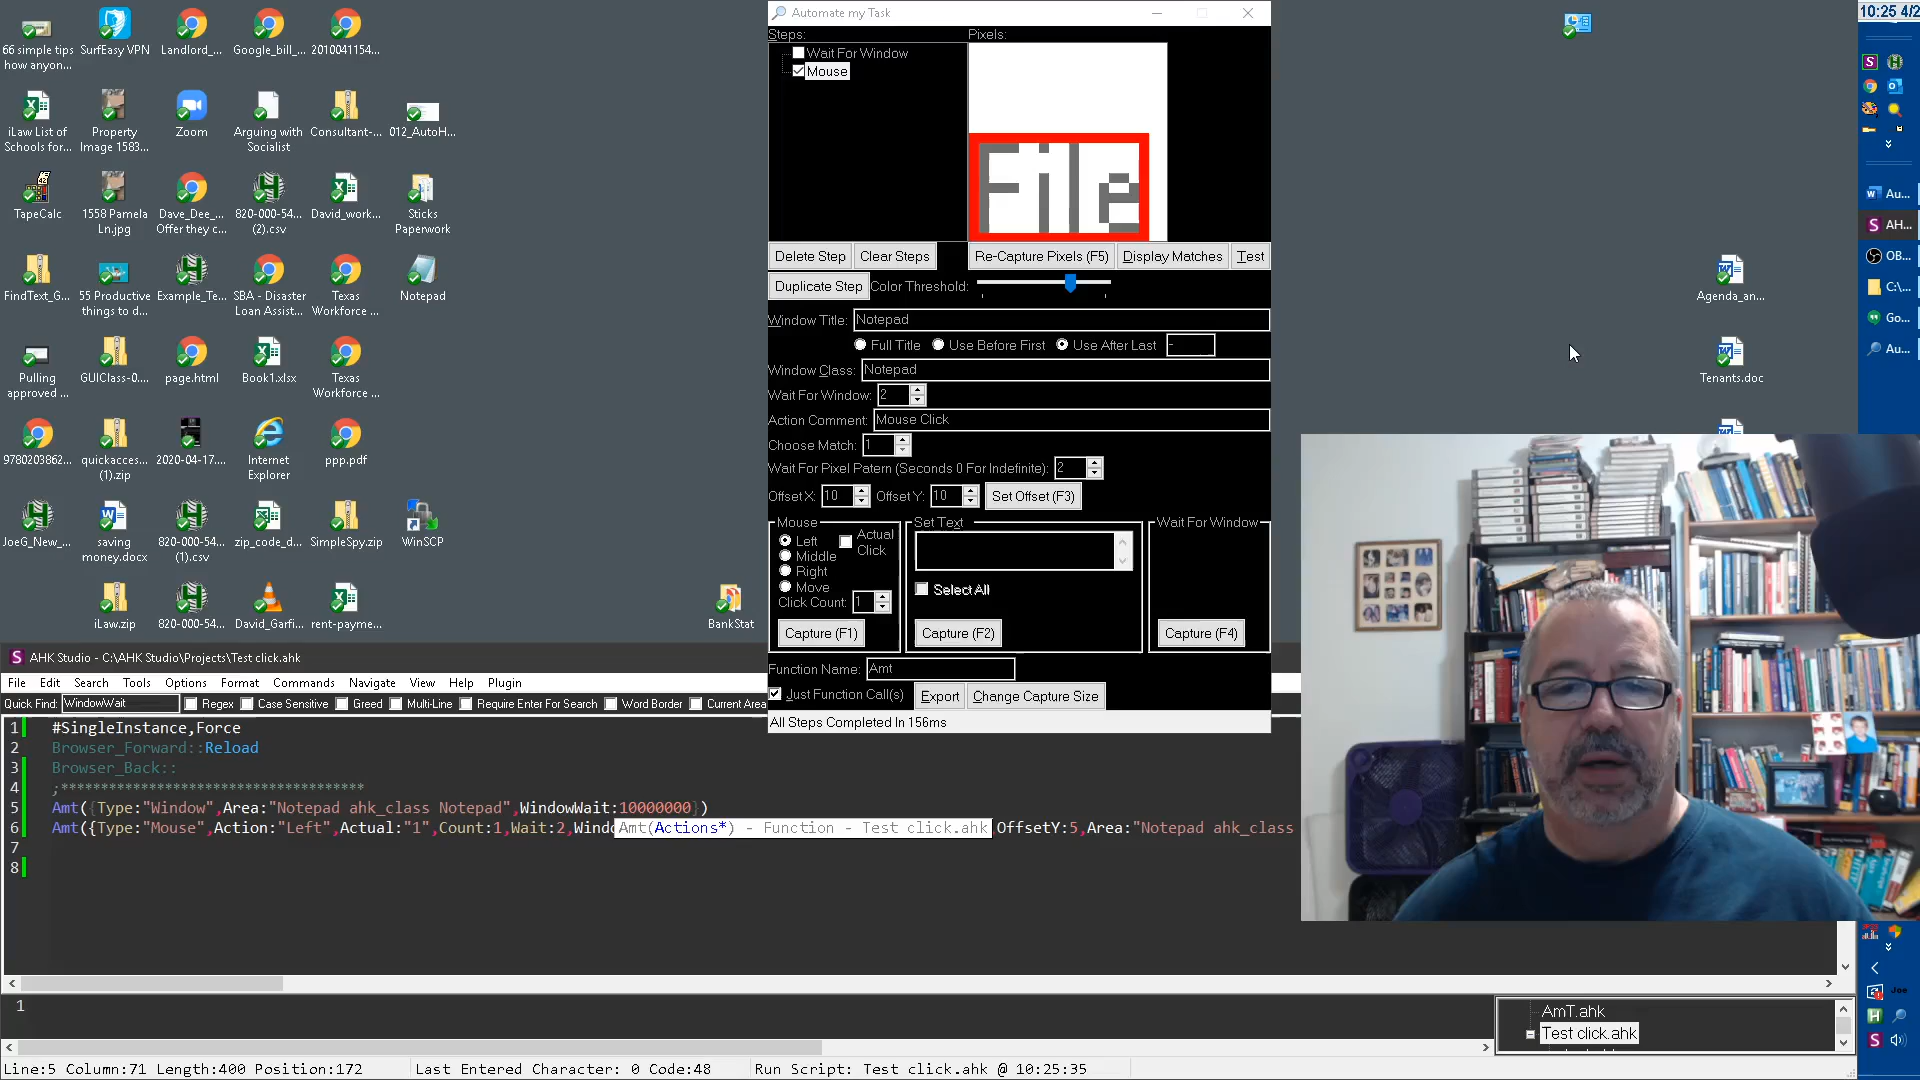 66 simple tips how anyon...
SurfEasy VPN
Landlord_...
Google_bill_...
2010041154...
iLaw List of Schools for...
Property Image 1583...
Zoom
Arguing with Socialist
Consultant-...
012_AutoH...
TapeCalc
1558 Pamela Ln.jpg
Dave_Dee_... Offer they c...
820-000-54... (2).csv
David_work...
Sticks Paperwork
FindText_G...
55 Productive things to d...
Example_Te...
SBA - Disaster Loan Assist...
Texas Workforce ...
Notepad
Pulling approved ...
GUIClass-0...
page.html
Book1.xlsx
Texas Workforce ...
9780203862...
quickacces... (1).zip
2020-04-17...
Internet Explorer
ppp.pdf
JoeG_New_...
saving money.docx
820-000-54... (1).csv
zip_code_d...
SimpleSpy.zip
WinSCP
iLaw.zip
820-000-54...
David_Garfi...
rent-payme...
BankStat
Automate my Task
Steps:
Pixels:
Wait For Window
Mouse
File
Delete Step
Clear Steps
Re-Capture Pixels (F5)
Display Matches
Test
Duplicate Step
Color Threshold:
Window Title: Notepad
Full Title
Use Before First
Use After Last
-
Window Class: Notepad
Wait For Window: 2
Action Comment: Mouse Click
Choose Match: 1
Wait For Pixel Patern (Seconds 0 For Indefinite): 2
Offset X: 10
Offset Y: 10
Set Offset (F3)
Mouse
Left
Middle
Right
Move
Actual Click
Click Count: 1
Capture (F1)
Set Text
Select All
Capture (F2)
Wait For Window
Capture (F4)
Function Name: Amt
Just Function Call(s)
Export
Change Capture Size
All Steps Completed In 156ms
10:25 4/2
Au...
AH...
OB...
C:\...
Go...
Au...
Agenda_an...
Tenants.doc
AHK Studio - C:\AHK Studio\Projects\Test click.ahk
File Edit Search Tools Options Format Commands Navigate View Help Plugin
Quick Find: WindowWait Regex Case Sensitive Greed Multi-Line Require Enter For Search Word Border Current Area
1 #SingleInstance,Force
2 Browser_Forward::Reload
3 Browser_Back::
4 ;**************************************
5 Amt({Type:"Window",Area:"Notepad ahk_class Notepad",WindowWait:10000000})
6 Amt({Type:"Mouse",Action:"Left",Actual:"1",Count:1,Wait:2,Windo
Amt(Actions*) - Function - Test click.ahk
OffsetY:5,Area:"Notepad ahk_class
7
8
1
AmT.ahk
Test click.ahk
Joe
Line:5 Column:71 Length:400 Position:172
Last Entered Character: 0 Code:48
Run Script: Test click.ahk @ 10:25:35